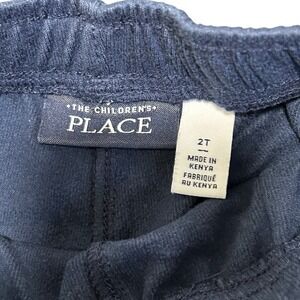 THE CHILDREN'S
PLACE
2T
MADE IN
KENYA
FABRIQUÉ
AU KENYA